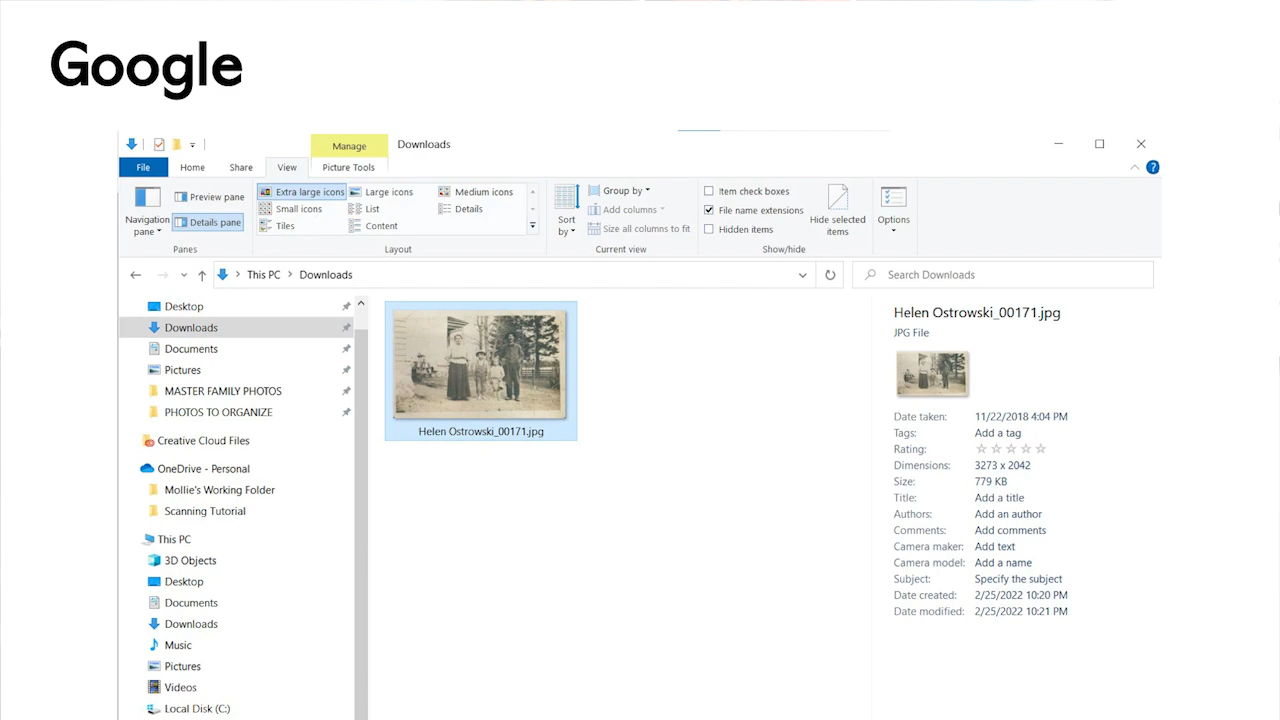 Google
Manage
Downloads
File
Home
Share
View
Picture Tools
Navigation pane
Preview pane
Details pane
Panes
Extra large icons
Large icons
Medium icons
Small icons
List
Details
Tiles
Content
Layout
Sort by
Group by
Add columns
Size all columns to fit
Current view
Item check boxes
File name extensions
Hidden items
Hide selected items
Show/hide
Options
This PC > Downloads
Search Downloads
Desktop
Downloads
Documents
Pictures
MASTER FAMILY PHOTOS
PHOTOS TO ORGANIZE
Creative Cloud Files
OneDrive - Personal
Mollie's Working Folder
Scanning Tutorial
This PC
3D Objects
Desktop
Documents
Downloads
Music
Pictures
Videos
Local Disk (C:)
Helen Ostrowski_00171.jpg
Helen Ostrowski_00171.jpg
JPG File
Date taken: 11/22/2018 4:04 PM
Tags: Add a tag
Rating: ☆ ☆ ☆ ☆ ☆
Dimensions: 3273 x 2042
Size: 779 KB
Title: Add a title
Authors: Add an author
Comments: Add comments
Camera maker: Add text
Camera model: Add a name
Subject: Specify the subject
Date created: 2/25/2022 10:20 PM
Date modified: 2/25/2022 10:21 PM